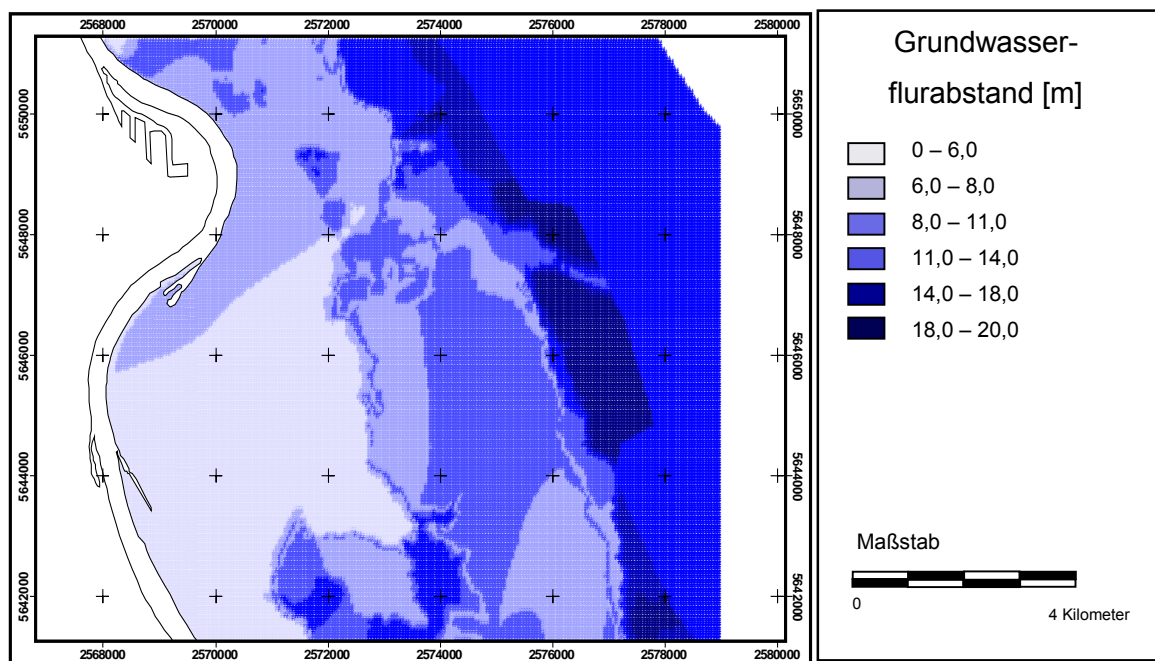 2568000 2570000 2572000 2574000 2576000 2578000 2580000
5650000 5650000
5648000 5648000
5646000 5646000
5644000 5644000
5642000 5642000
2568000 2570000 2572000 2574000 2576000 2578000 2580000
Grundwasser-
flurabstand [m]
0 – 6,0
6,0 – 8,0
8,0 – 11,0
11,0 – 14,0
14,0 – 18,0
18,0 – 20,0
Maßstab
0 4 Kilometer